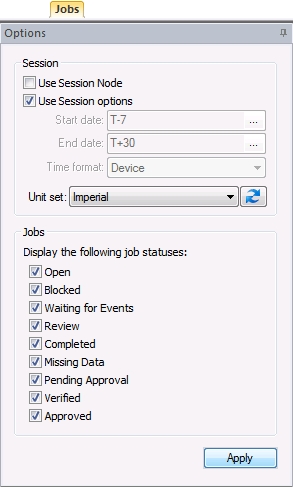 Jobs
Options
Session
Use Session Node
Use Session options
Start date: T-7 ...
End date: T+30 ...
Time format: Device
Unit set: Imperial
Jobs
Display the following job statuses:
Open
Blocked
Waiting for Events
Review
Completed
Missing Data
Pending Approval
Verified
Approved
Apply